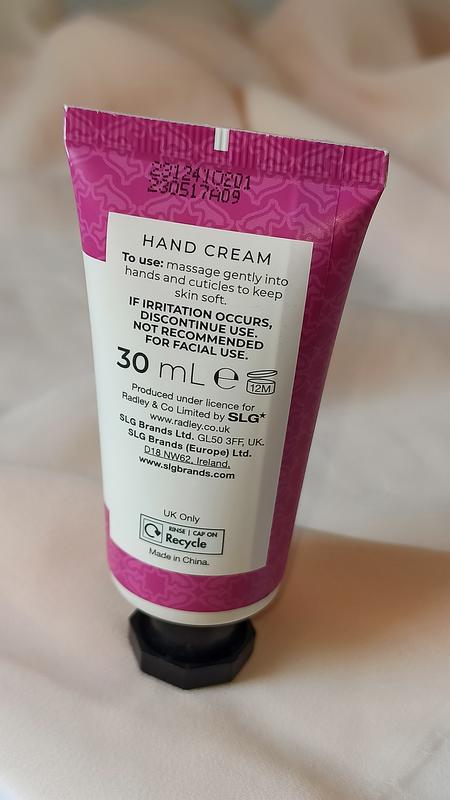 2312410201
230517A09
HAND CREAM
To use: massage gently into
hands and cuticles to keep
skin soft.
IF IRRITATION OCCURS,
DISCONTINUE USE.
NOT RECOMMENDED
FOR FACIAL USE.
30 mL ℮ 12M
Produced under licence for
Radley & Co Limited by SLG*
www.radley.co.uk
SLG Brands Ltd. GL50 3FF, UK.
SLG Brands (Europe) Ltd.
D18 NW62, Ireland.
www.slgbrands.com
UK Only
RINSE | CAP ON
Recycle
Made in China.